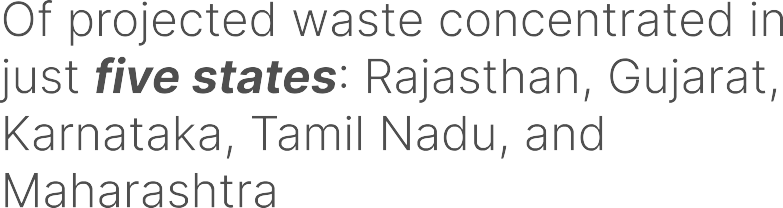 Of projected waste concentrated in
just five states: Rajasthan, Gujarat,
Karnataka, Tamil Nadu, and
Maharashtra